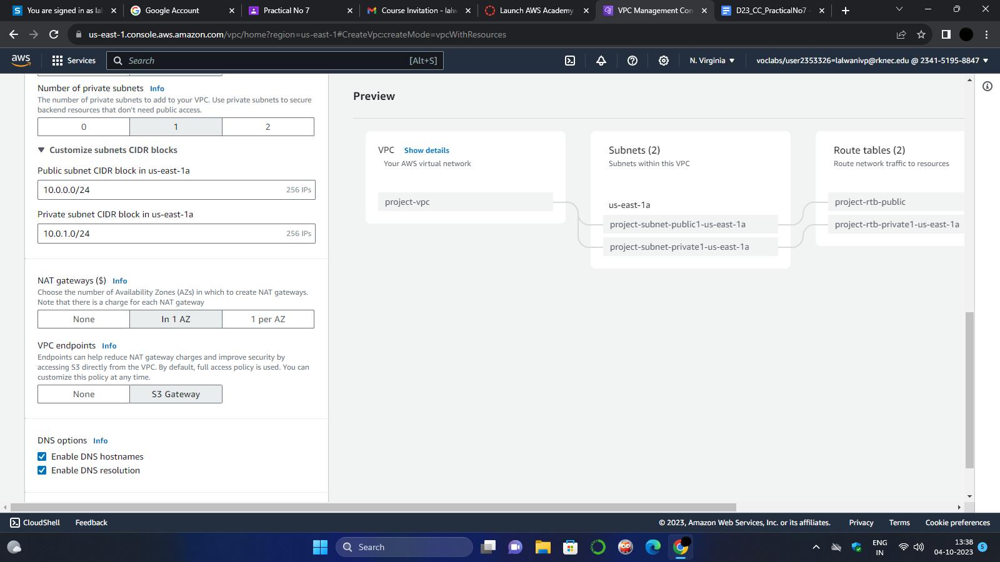 You are signed in as la
Google Account
Practical No 7
Course Invitation - lalw
Launch AWS Academy
VPC Management Con
D23_CC_PracticalNo7 -
us-east-1.console.aws.amazon.com/vpc/home?region=us-east-1#CreateVpc:createMode=vpcWithResources
aws
Services
Search
[Alt+S]
N. Virginia
voclabs/user2353326=lalwanivp@rknec.edu @ 2341-5195-8847
Number of private subnets Info
The number of private subnets to add to your VPC. Use private subnets to secure
backend resources that don't need public access.
0
1
2
Customize subnets CIDR blocks
Public subnet CIDR block in us-east-1a
10.0.0.0/24
256 IPs
Private subnet CIDR block in us-east-1a
10.0.1.0/24
256 IPs
NAT gateways ($) Info
Choose the number of Availability Zones (AZs) in which to create NAT gateways.
Note that there is a charge for each NAT gateway
None
In 1 AZ
1 per AZ
VPC endpoints Info
Endpoints can help reduce NAT gateway charges and improve security by
accessing S3 directly from the VPC. By default, full access policy is used. You can
customize this policy at any time.
None
S3 Gateway
DNS options Info
Enable DNS hostnames
Enable DNS resolution
Preview
VPC Show details
Your AWS virtual network
project-vpc
Subnets (2)
Subnets within this VPC
us-east-1a
project-subnet-public1-us-east-1a
project-subnet-private1-us-east-1a
Route tables (2)
Route network traffic to resources
project-rtb-public
project-rtb-private1-us-east-1a
CloudShell
Feedback
© 2023, Amazon Web Services, Inc. or its affiliates.
Privacy
Terms
Cookie preferences
Search
ENG
IN
13:38
04-10-2023
5